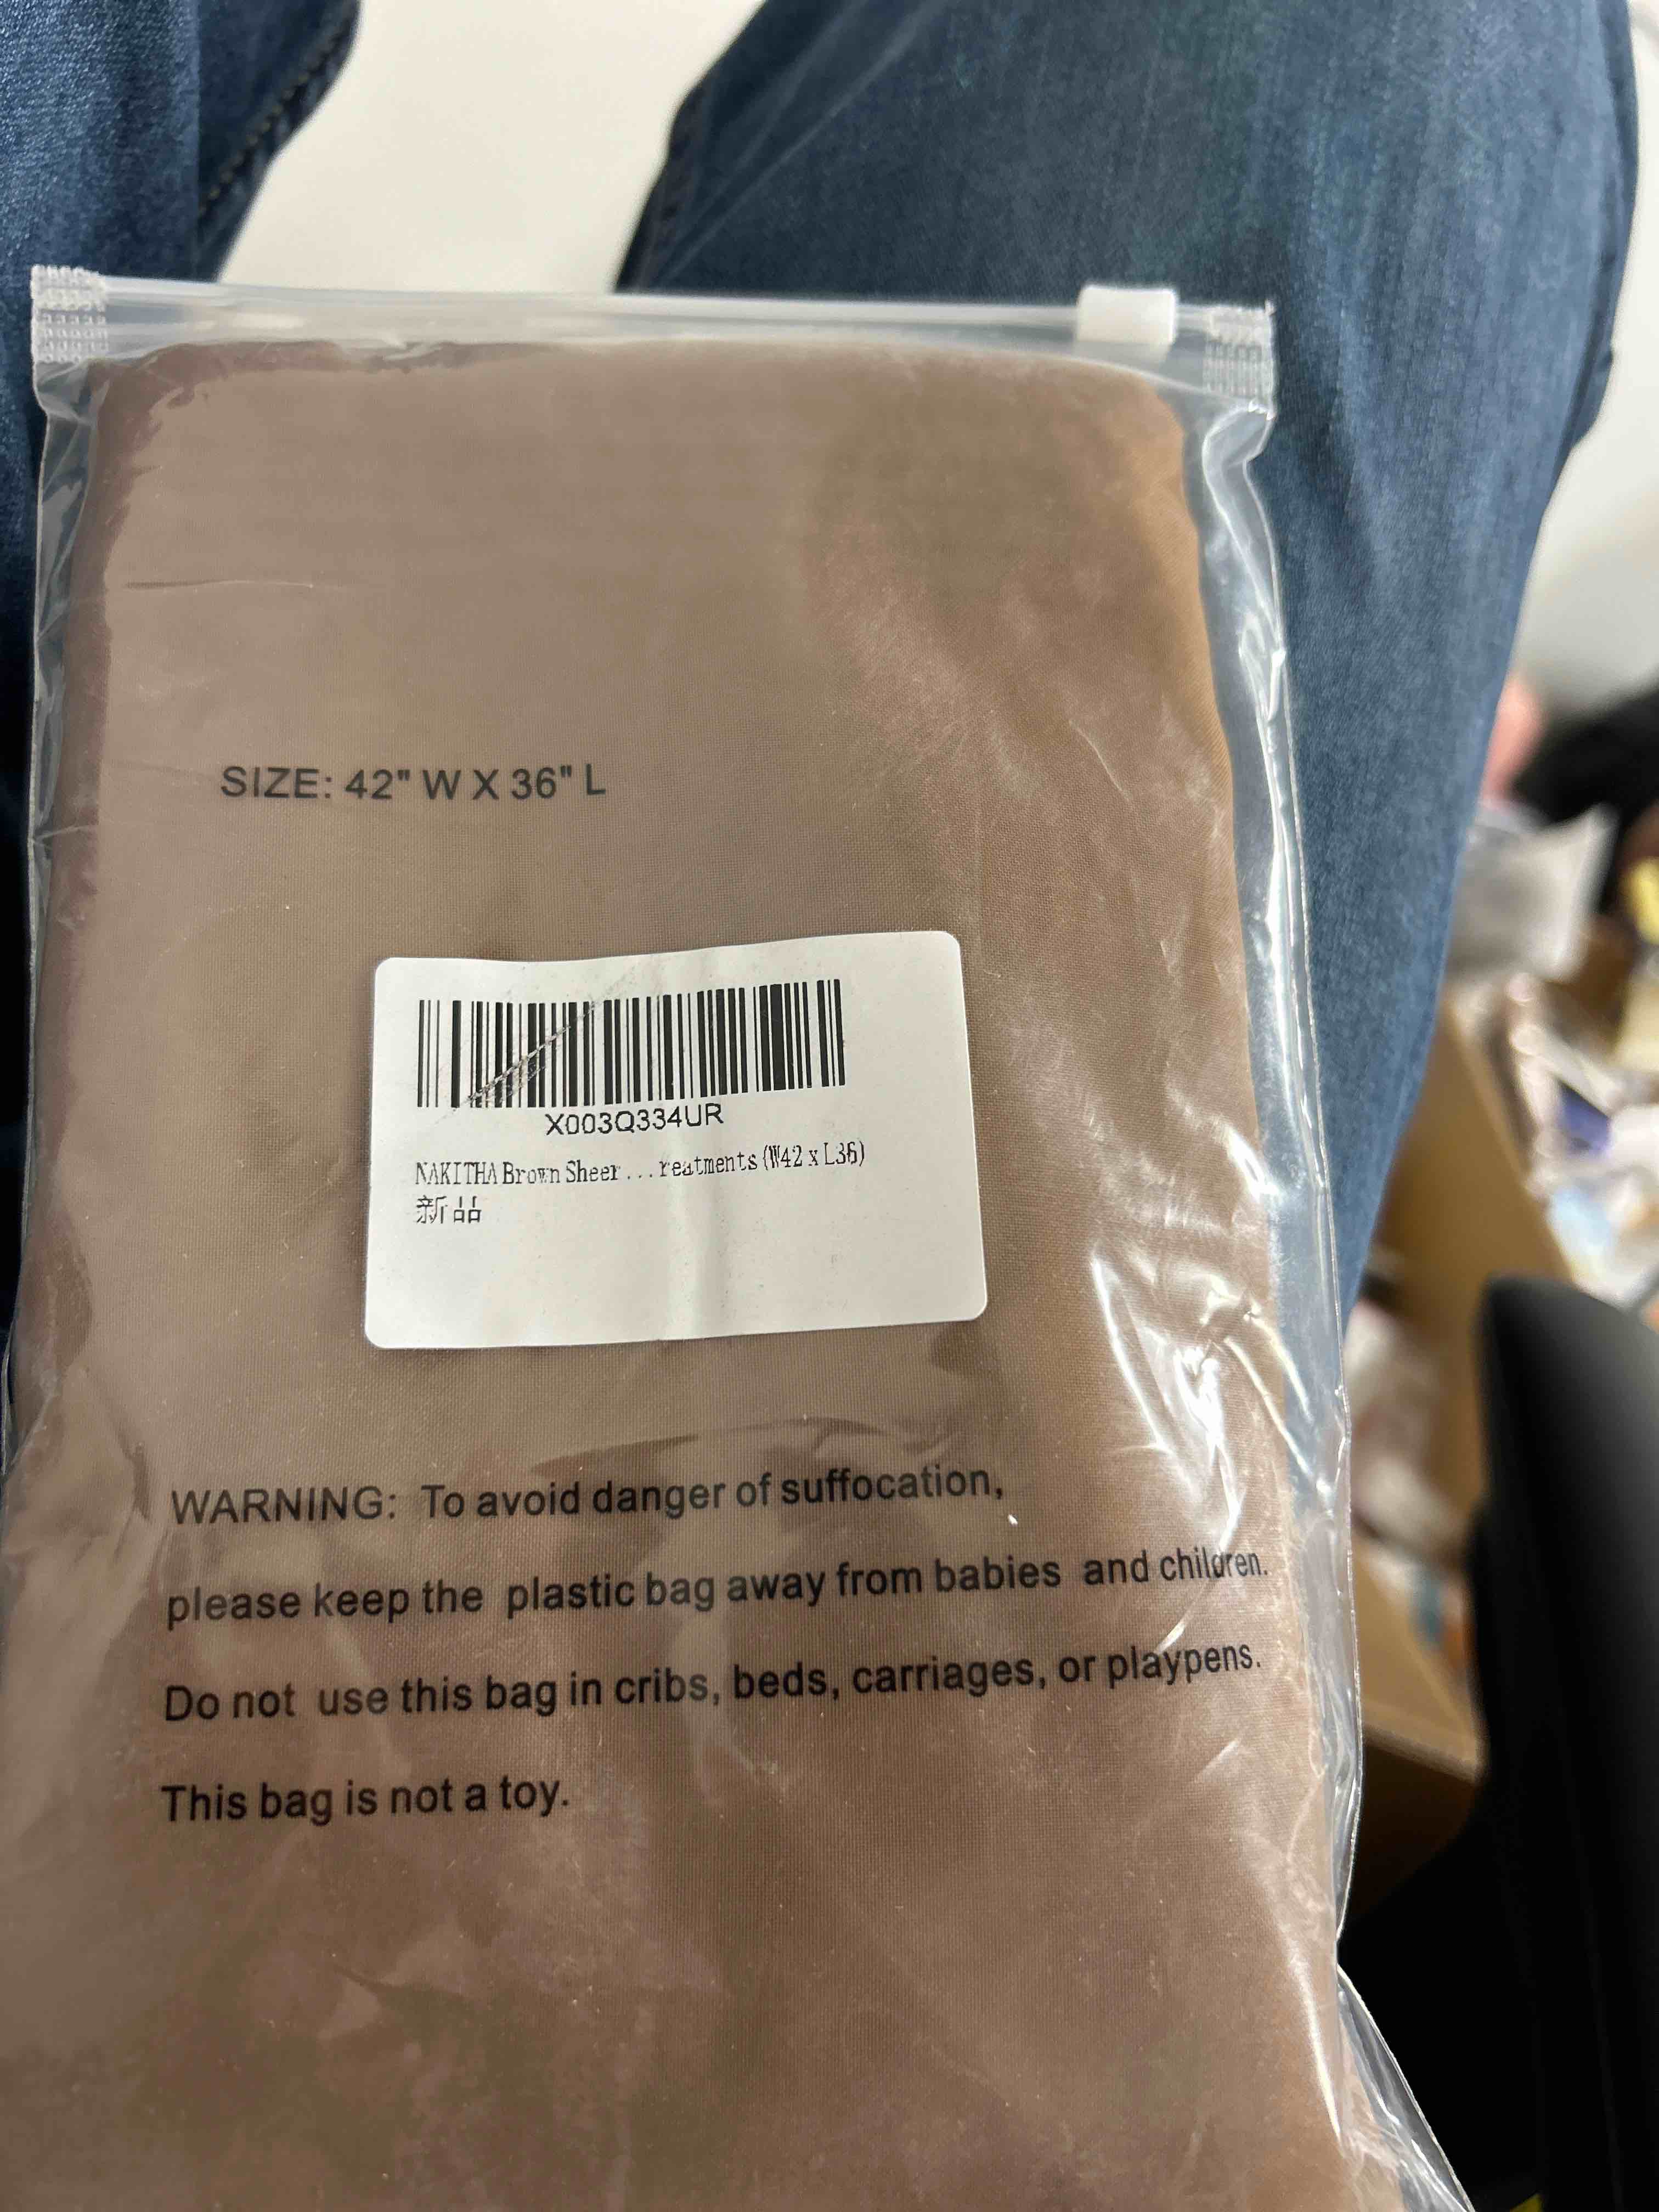 SIZE: 42" W X 36" L
X003Q334UR
NAKITHA Brown Sheer ...reatments (W42 x L36)
新品
WARNING: To avoid danger of suffocation,
please keep the plastic bag away from babies and children.
Do not use this bag in cribs, beds, carriages, or playpens.
This bag is not a toy.